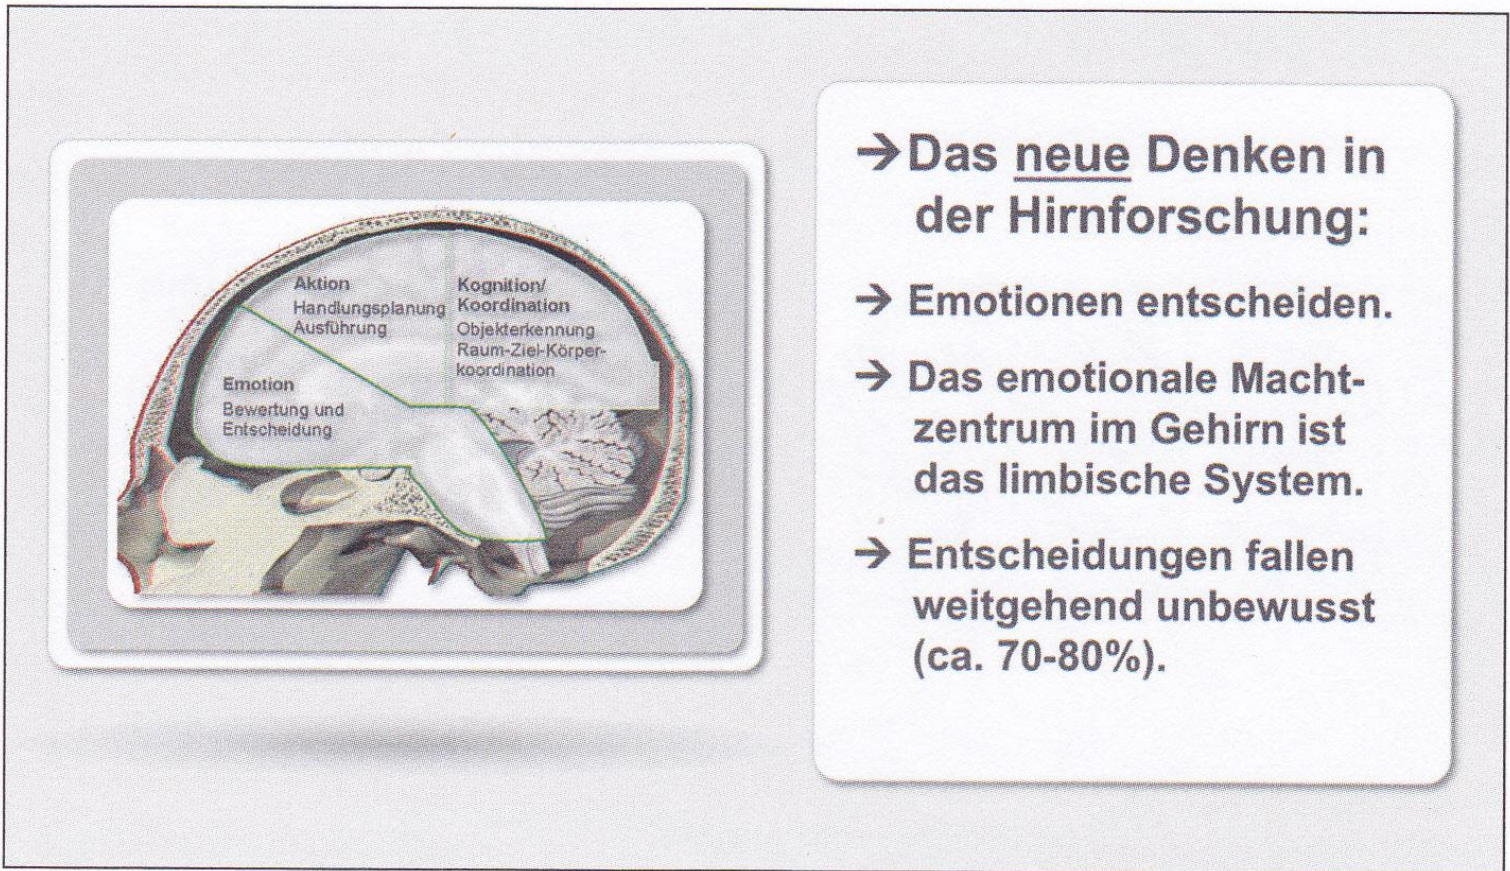 Aktion
Handlungsplanung
Ausführung
Kognition/
Koordination
Objekterkennung
Raum-Ziel-Körper-
koordination
Emotion
Bewertung und
Entscheidung
→ Das neue Denken in
der Hirnforschung:
→ Emotionen entscheiden.
→ Das emotionale Macht-
zentrum im Gehirn ist
das limbische System.
→ Entscheidungen fallen
weitgehend unbewusst
(ca. 70-80%).